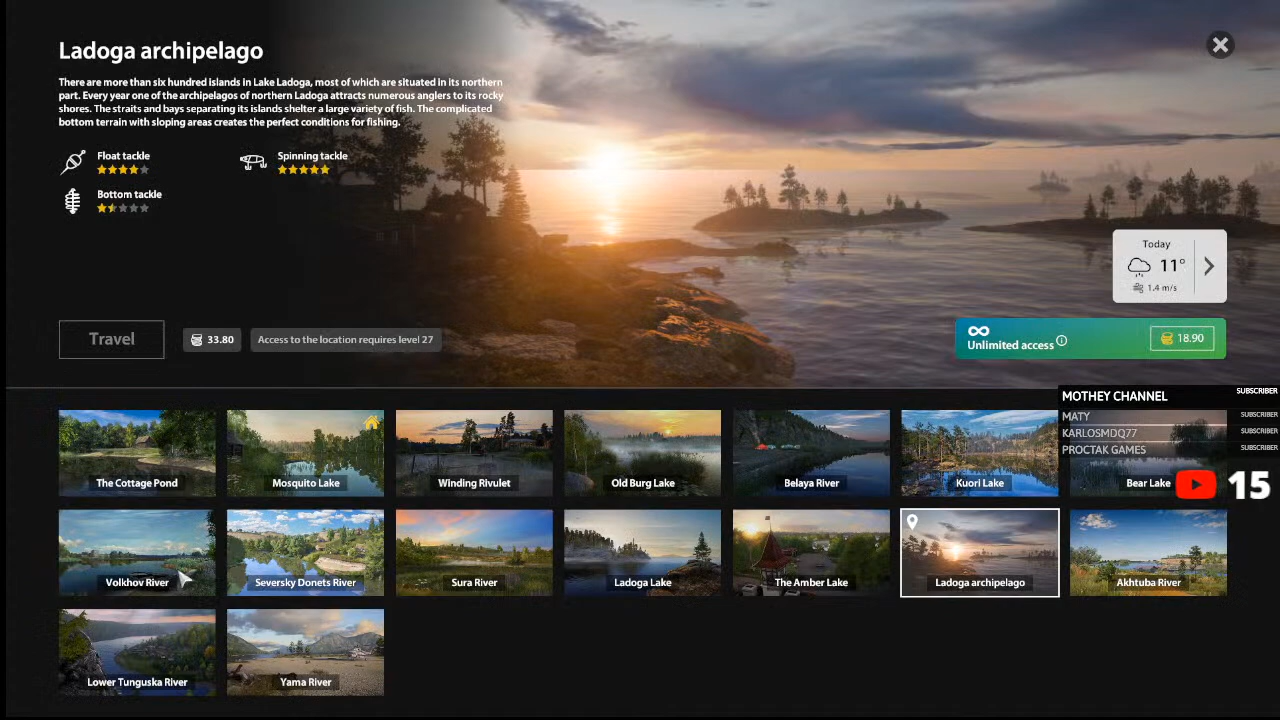 Ladoga archipelago
There are more than six hundred islands in Lake Ladoga, most of which are situated in its northern
part. Every year one of the archipelagos of northern Ladoga attracts numerous anglers to its rocky
shores. The straits and bays separating its islands shelter a large variety of fish. The complicated
bottom terrain with sloping areas creates the perfect conditions for fishing.
Float tackle
Spinning tackle
Bottom tackle
Today
11°
1.4 m/s
Travel
33.80
Access to the location requires level 27
Unlimited access
18.90
MOTHEY CHANNEL SUBSCRIBER
MATY SUBSCRIBER
KARLOSMDQ77 SUBSCRIBER
PROCTAK GAMES SUBSCRIBER
15
The Cottage Pond
Mosquito Lake
Winding Rivulet
Old Burg Lake
Belaya River
Kuori Lake
Bear Lake
Volkhov River
Seversky Donets River
Sura River
Ladoga Lake
The Amber Lake
Ladoga archipelago
Akhtuba River
Lower Tunguska River
Yama River